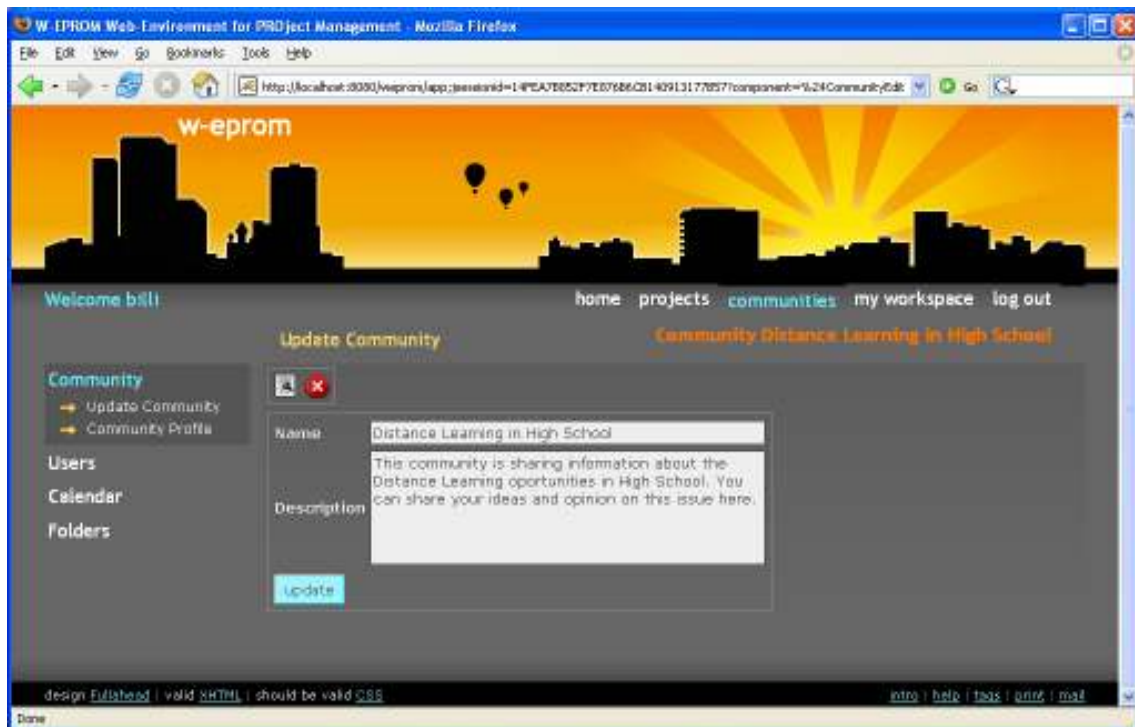 W-EPROM Web-Environment for PROject Management - Mozilla Firefox
File Edit View Go Bookmarks Tools Help
Go
w-eprom
Welcome billi
home projects communities my workspace log out
Update Community
Community Distance Learning in High School
Community
Update Community
Community Profile
Users
Calendar
Folders
Name
Distance Learning in High School
Description
This community is sharing information about the
Distance Learning oportunities in High School. You
can share your ideas and opinion on this issue here.
update
design Fullahead | valid XHTML | should be valid CSS
intro | help | tags | print | mail
Done